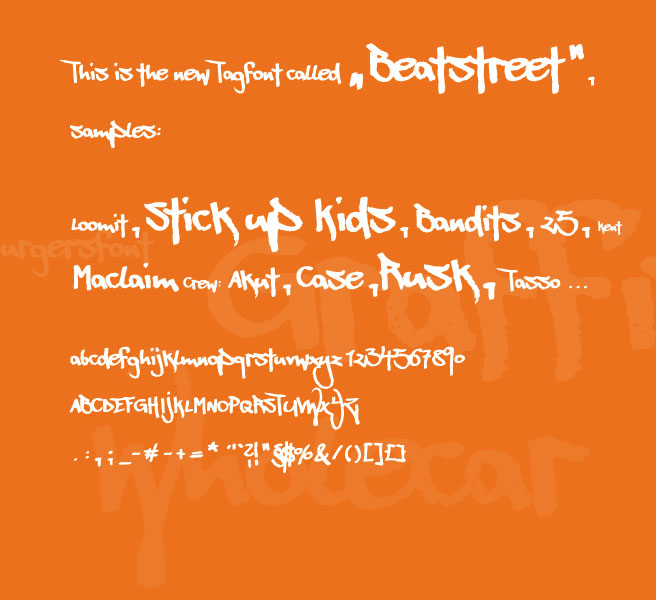 This is the new Tagfont called „Beatstreet",
samples:
Loomit, Stick up kids, Bandits, 25, Kent
Maclaim Crew: Akut, Case, Rusk, Tasso ...
urgersfont
Graffi
Wholecar
abcdefghijklmnopqrstuvwxyz 1234567890
ABCDEFGHIJKLMNOPQRSTUVWXYZ
. : , ; _ - # - + = * ' " ` ? ! " § $ % & / ( ) [ ] { }